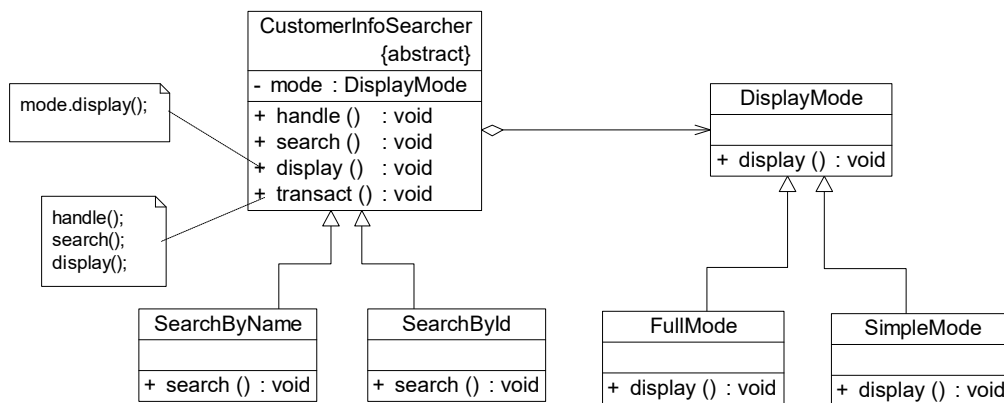 CustomerInfoSearcher
{abstract}
- mode : DisplayMode
+ handle () : void
+ search () : void
+ display () : void
+ transact () : void
mode.display();
handle();
search();
display();
DisplayMode
+ display () : void
SearchByName
+ search () : void
SearchById
+ search () : void
FullMode
+ display () : void
SimpleMode
+ display () : void